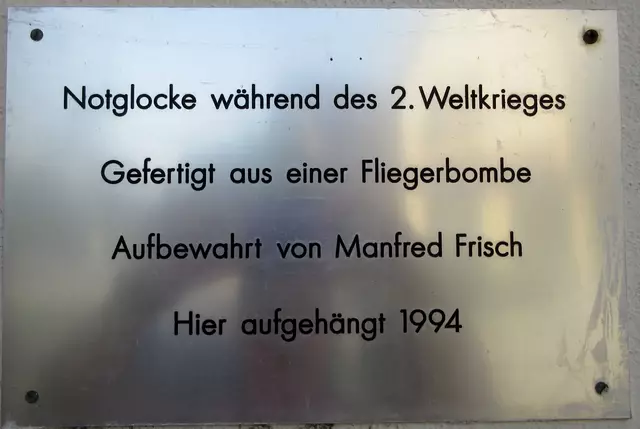 Notglocke während des 2. Weltkrieges
Gefertigt aus einer Fliegerbombe
Aufbewahrt von Manfred Frisch
Hier aufgehängt 1994